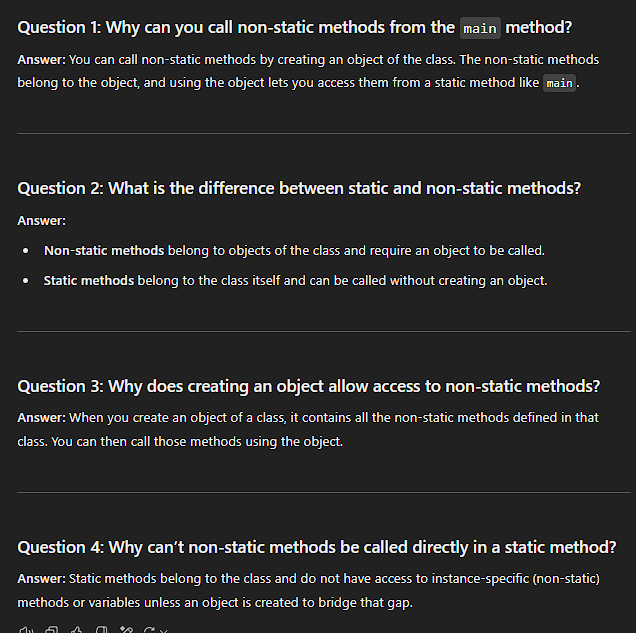 Question 1: Why can you call non-static methods from the main method?
Answer: You can call non-static methods by creating an object of the class. The non-static methods
belong to the object, and using the object lets you access them from a static method like main.
Question 2: What is the difference between static and non-static methods?
Answer:
• Non-static methods belong to objects of the class and require an object to be called.
• Static methods belong to the class itself and can be called without creating an object.
Question 3: Why does creating an object allow access to non-static methods?
Answer: When you create an object of a class, it contains all the non-static methods defined in that
class. You can then call those methods using the object.
Question 4: Why can’t non-static methods be called directly in a static method?
Answer: Static methods belong to the class and do not have access to instance-specific (non-static)
methods or variables unless an object is created to bridge that gap.